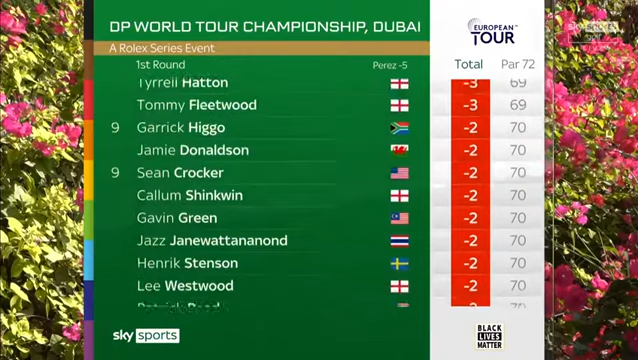 DP WORLD TOUR CHAMPIONSHIP, DUBAI
A Rolex Series Event
EUROPEAN TOUR
sky sports
1st Round Perez -5 Total Par 72
Tyrrell Hatton -3 69
Tommy Fleetwood -3 69
9 Garrick Higgo -2 70
Jamie Donaldson -2 70
9 Sean Crocker -2 70
Callum Shinkwin -2 70
Gavin Green -2 70
Jazz Janewattananond -2 70
Henrik Stenson -2 70
Lee Westwood -2 70
sky sports
BLACK
LIVES
MATTER